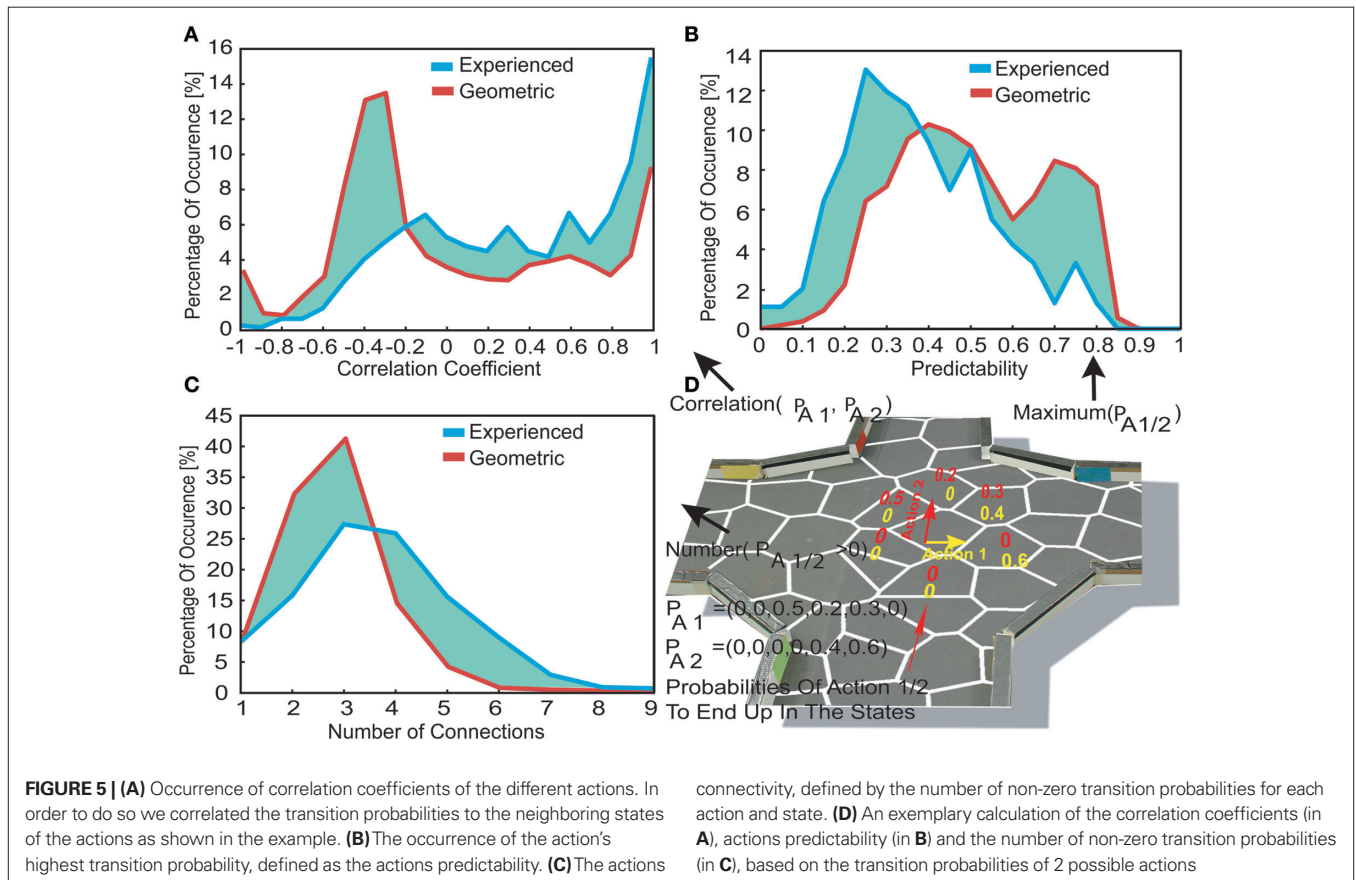 A
16
14
12
10
8
6
4
2
0
Percentage Of Occurence [%]
Experienced
Geometric
-1 -0.8 -0.6 -0.4 -0.2 0 0.2 0.4 0.6 0.8 1
Correlation Coefficient
B
14
12
10
8
6
4
2
0
Percentage Of Occurence [%]
Experienced
Geometric
0 0.1 0.2 0.3 0.4 0.5 0.6 0.7 0.8 0.9 1
Predictability
C
45
40
35
30
25
20
15
10
5
0
Percentage Of Occurence [%]
Experienced
Geometric
1 2 3 4 5 6 7 8 9
Number of Connections
D
Correlation( P A 1, P A 2 )
Maximum(P A1/2)
Number( P A 1/2 >0)
0.2
0
0.5
0
0.3
0.4
0
0
0
0.6
0
0
Action 2
Action 1
P A 1 =(0,0,0.5,0.2,0.3,0)
P A 2 =(0,0,0,0,0.4,0.6)
Probabilities Of Action 1/2
To End Up In The States
FIGURE 5 | (A) Occurrence of correlation coefficients of the different actions. In
order to do so we correlated the transition probabilities to the neighboring states
of the actions as shown in the example. (B) The occurrence of the action's
highest transition probability, defined as the actions predictability. (C) The actions
connectivity, defined by the number of non-zero transition probabilities for each
action and state. (D) An exemplary calculation of the correlation coefficients (in
A), actions predictability (in B) and the number of non-zero transition probabilities
(in C), based on the transition probabilities of 2 possible actions